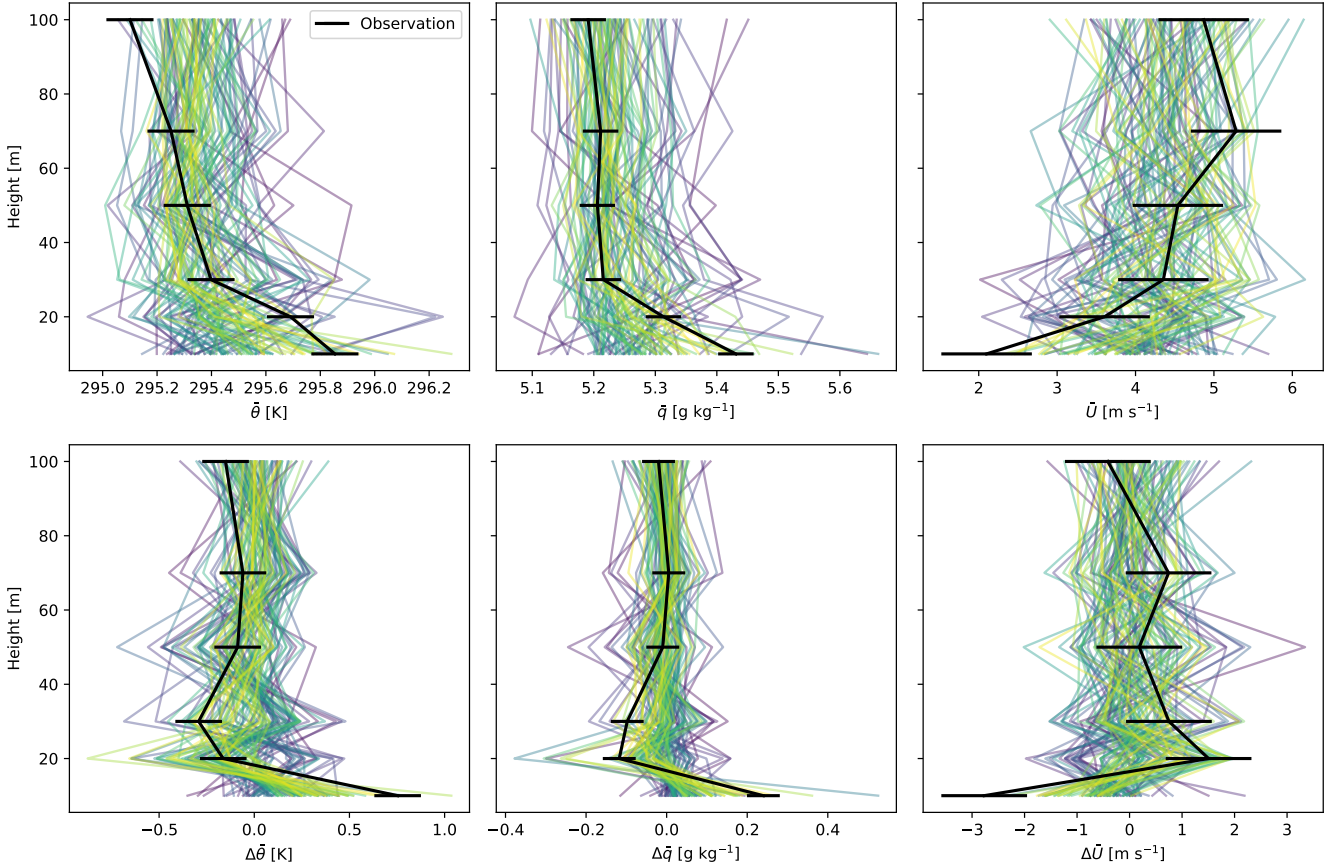 Observation
100
80
60
40
20
Height [m]
295.0 295.2 295.4 295.6 295.8 296.0 296.2
θ̄ [K]
5.1 5.2 5.3 5.4 5.5 5.6
q̄ [g kg⁻¹]
2 3 4 5 6
Ū [m s⁻¹]
100
80
60
40
20
Height [m]
−0.5 0.0 0.5 1.0
Δθ̄ [K]
−0.4 −0.2 0.0 0.2 0.4
Δq̄ [g kg⁻¹]
−3 −2 −1 0 1 2 3
ΔŪ [m s⁻¹]